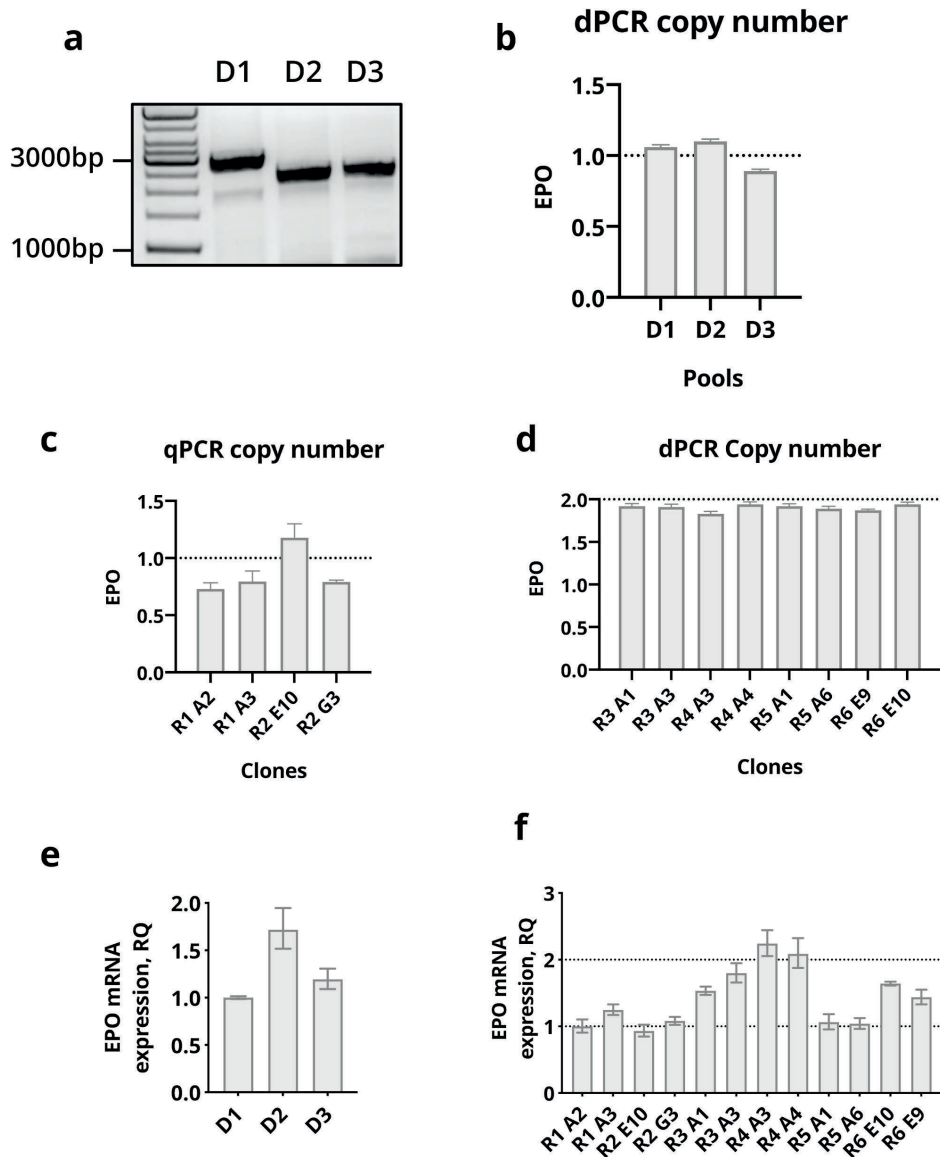 a
D1 D2 D3
3000bp
1000bp
b
dPCR copy number
1.5
1.0
0.5
0.0
EPO
D1 D2 D3
Pools
c
qPCR copy number
1.5
1.0
0.5
0.0
EPO
R1 A2 R1 A3 R2 E10 R2 G3
Clones
d
dPCR Copy number
2.0
1.5
1.0
0.5
0.0
EPO
R3 A1 R3 A3 R4 A3 R4 A4 R5 A1 R5 A6 R6 E9 R6 E10
Clones
e
EPO mRNA
expression, RQ
2.0
1.5
1.0
0.5
0.0
D1 D2 D3
f
EPO mRNA
expression, RQ
3
2
1
0
R1 A2 R1 A3 R2 E10 R2 G3 R3 A1 R3 A3 R4 A3 R4 A4 R5 A1 R5 A6 R6 E10 R6 E9